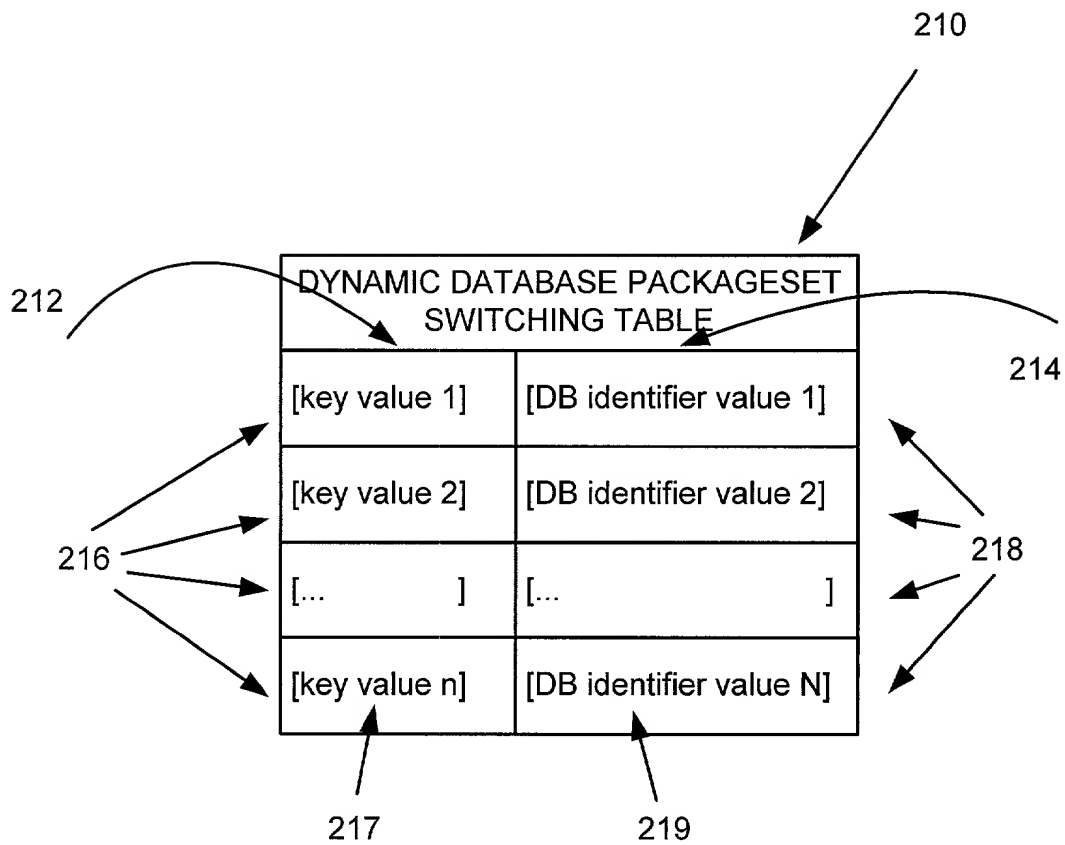 210
212
DYNAMIC DATABASE PACKAGESET
SWITCHING TABLE
214
[key value 1] [DB identifier value 1]
[key value 2] [DB identifier value 2]
216
218
[... ] [... ]
[key value n] [DB identifier value N]
217
219